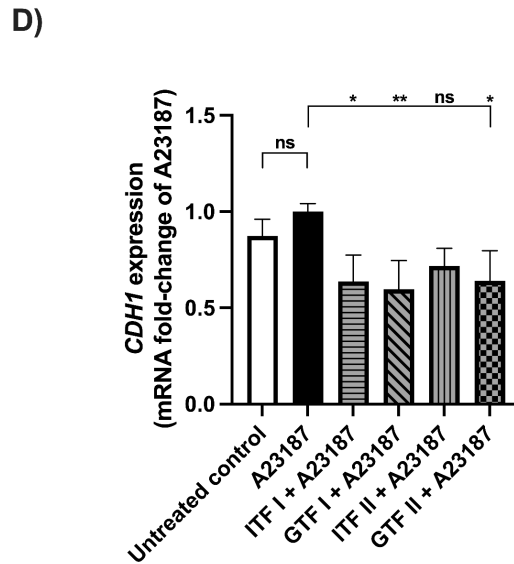 D)
CDH1 expression
(mRNA fold-change of A23187)
1.5
1.0
0.5
0.0
ns
* ** ns *
Untreated control
A23187
ITF I + A23187
GTF I + A23187
ITF II + A23187
GTF II + A23187